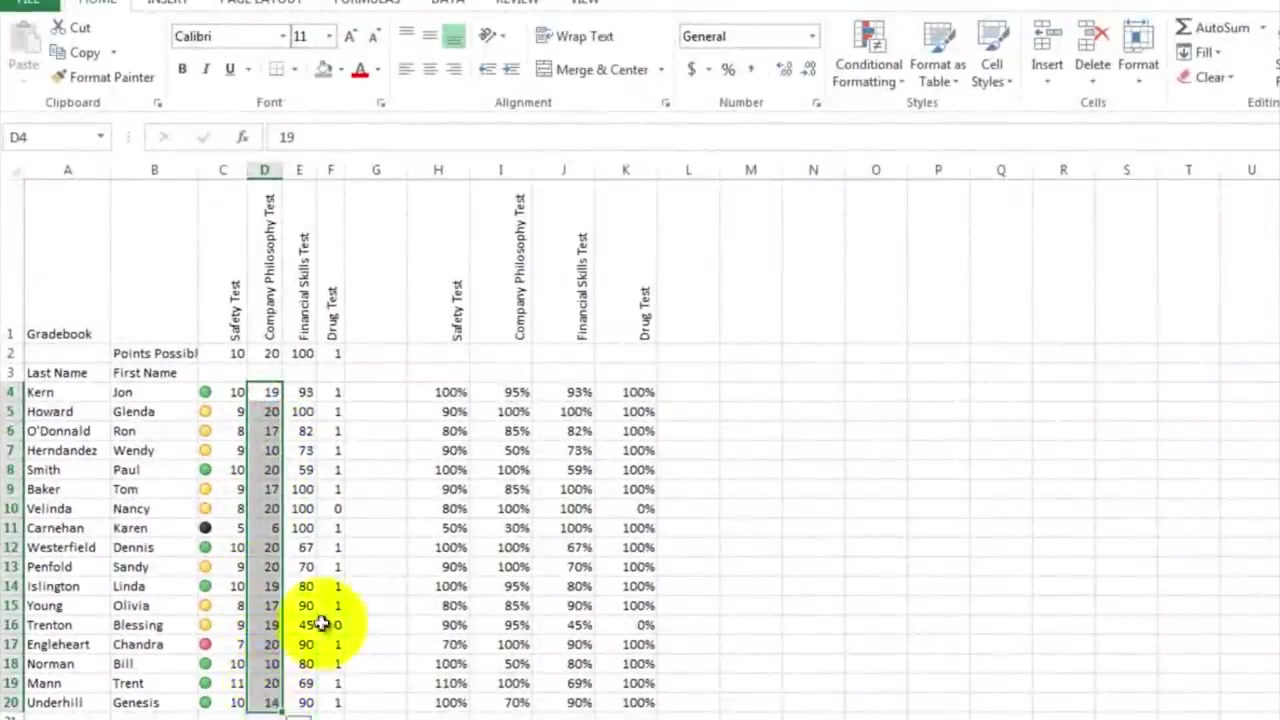 FILE HOME INSERT PAGE LAYOUT FORMULAS DATA REVIEW VIEW
Cut
Copy
Paste
Format Painter
Calibri 11 A A
B I U A
Wrap Text
Merge & Center
General
$ % ,
Conditional Formatting
Format as Table
Cell Styles
Insert Delete Format
AutoSum
Fill
Clear
Clipboard Font Alignment Number Styles Cells
D4 fx 19
A B C D E F G H I J K L M N O P Q R S T U
1 Gradebook Safety Test Company Philosophy Test Financial Skills Test Drug Test Safety Test Company Philosophy Test Financial Skills Test Drug Test
2 Points Possibl 10 20 100 1
3 Last Name First Name
4 Kern Jon 10 19 93 1 100% 95% 93% 100%
5 Howard Glenda 9 20 100 1 90% 100% 100% 100%
6 O'Donnald Ron 8 17 82 1 80% 85% 82% 100%
7 Herndandez Wendy 9 10 73 1 90% 50% 73% 100%
8 Smith Paul 10 20 59 1 100% 100% 59% 100%
9 Baker Tom 9 17 100 1 90% 85% 100% 100%
10 Velinda Nancy 8 20 100 0 80% 100% 100% 0%
11 Carnehan Karen 5 6 100 1 50% 30% 100% 100%
12 Westerfield Dennis 10 20 67 1 100% 100% 67% 100%
13 Penfold Sandy 9 20 70 1 90% 100% 70% 100%
14 Islington Linda 10 19 80 1 100% 95% 80% 100%
15 Young Olivia 8 17 90 1 80% 85% 90% 100%
16 Trenton Blessing 9 19 45 0 90% 95% 45% 0%
17 Engleheart Chandra 7 20 90 1 70% 100% 90% 100%
18 Norman Bill 10 10 80 1 100% 50% 80% 100%
19 Mann Trent 11 20 69 1 110% 100% 69% 100%
20 Underhill Genesis 10 14 90 1 100% 70% 90% 100%